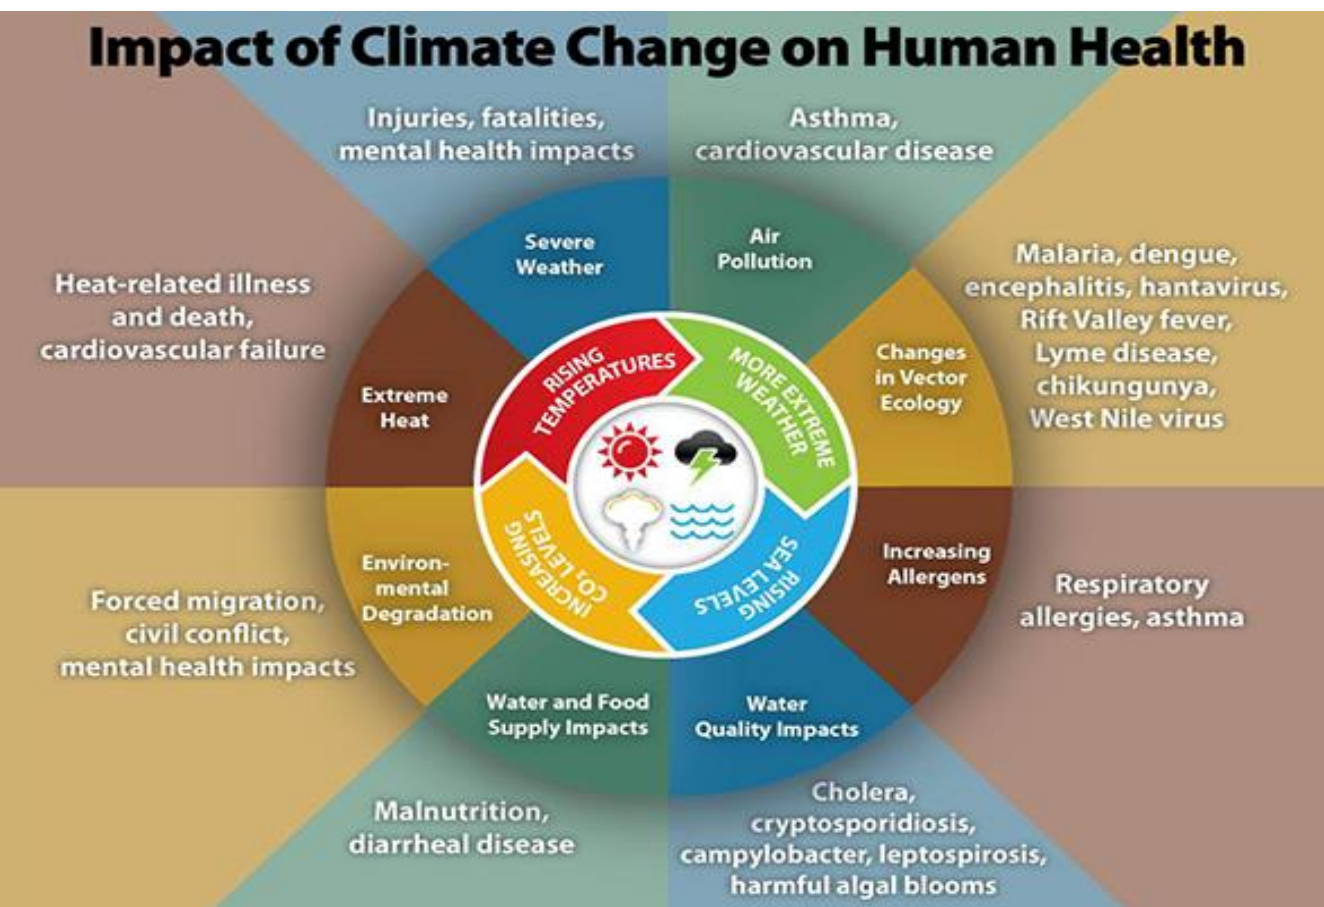 Impact of Climate Change on Human Health
Injuries, fatalities,
mental health impacts
Asthma,
cardiovascular disease
Severe
Weather
Air
Pollution
Heat-related illness
and death,
cardiovascular failure
Extreme
Heat
Changes
in Vector
Ecology
Malaria, dengue,
encephalitis, hantavirus,
Rift Valley fever,
Lyme disease,
chikungunya,
West Nile virus
RISING
TEMPERATURES
MORE EXTREME
WEATHER
INCREASING
CO₂ LEVELS
RISING
SEA LEVELS
Forced migration,
civil conflict,
mental health impacts
Environ-
mental
Degradation
Increasing
Allergens
Respiratory
allergies, asthma
Water and Food
Supply Impacts
Water
Quality Impacts
Malnutrition,
diarrheal disease
Cholera,
cryptosporidiosis,
campylobacter, leptospirosis,
harmful algal blooms